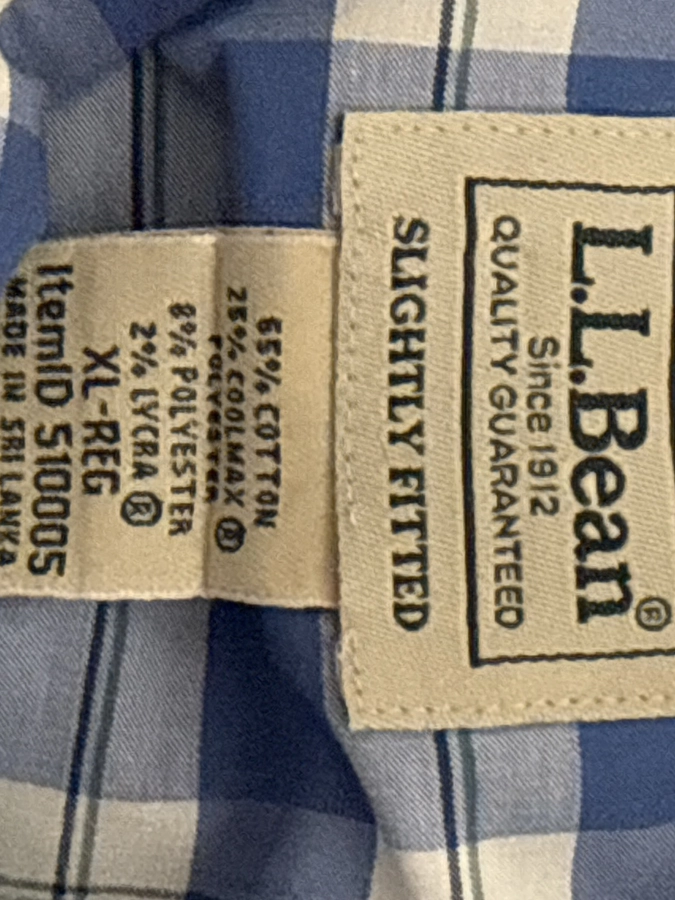 L.L.Bean®
Since 1912
QUALITY GUARANTEED
SLIGHTLY FITTED
65% COTTON
25% COOLMAX ®
POLYESTER
8% POLYESTER
2% LYCRA ®
XL-REG
ItemID 510005
MADE IN SRI LANKA